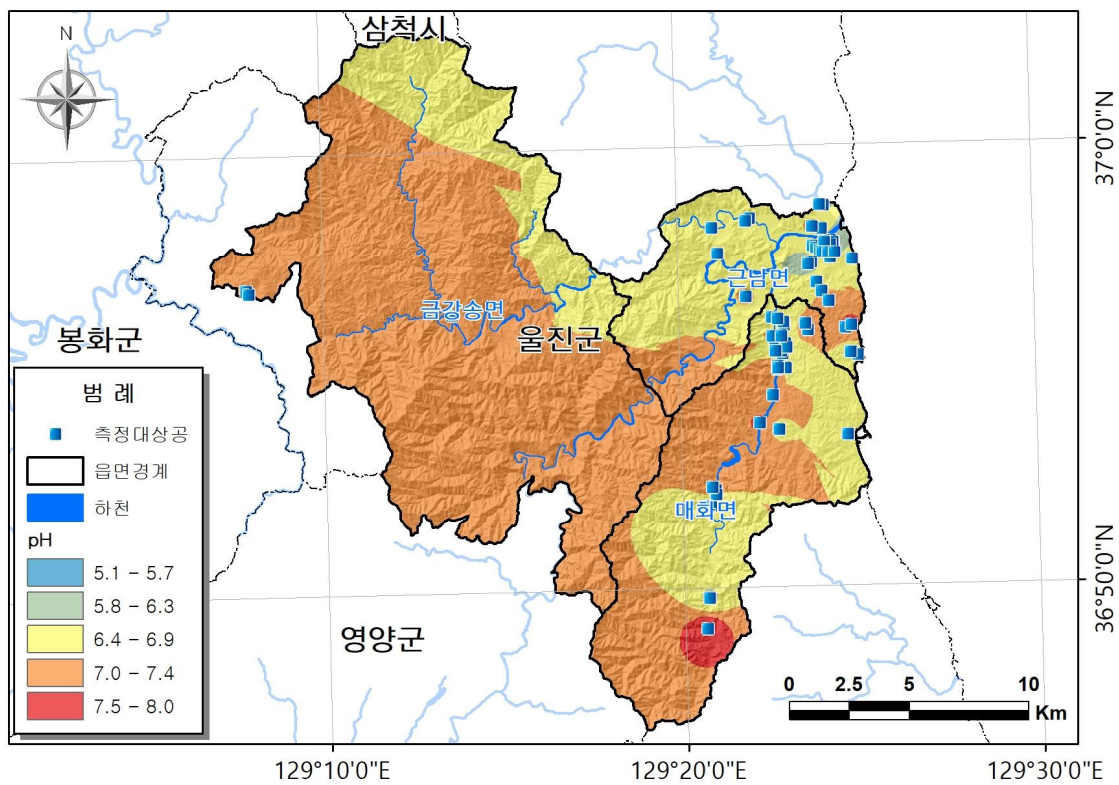 삼척시
N
37°0'0"N
근남면
금강송면
울진군
봉화군
매화면
36°50'0"N
영양군
범 례
측정대상공
읍면경계
하천
pH
5.1 - 5.7
5.8 - 6.3
6.4 - 6.9
7.0 - 7.4
7.5 - 8.0
0 2.5 5 10
Km
129°10'0"E 129°20'0"E 129°30'0"E